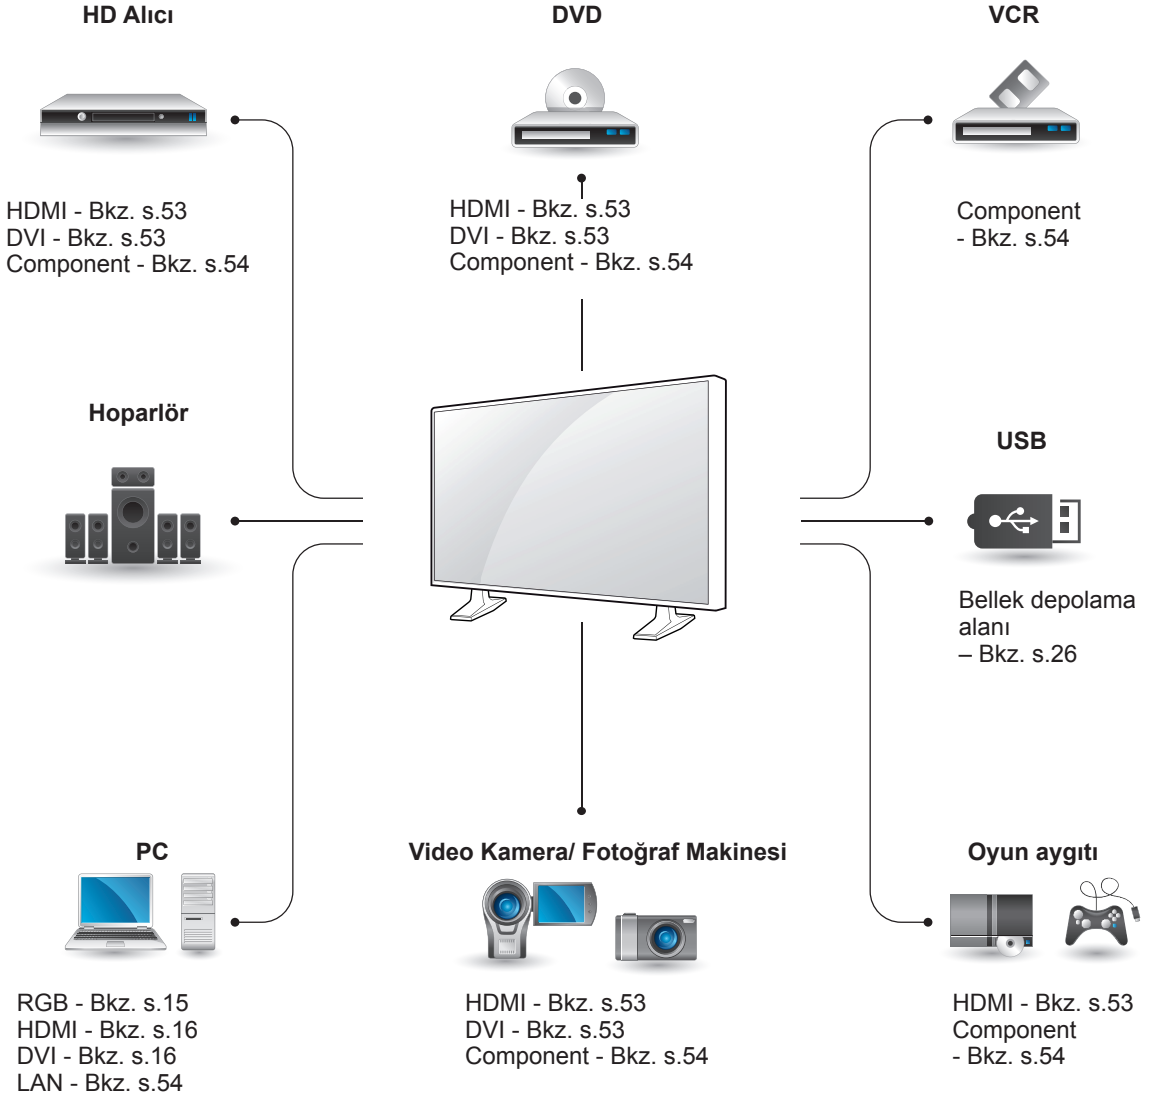 HD Alıcı
HDMI - Bkz. s.53
DVI - Bkz. s.53
Component - Bkz. s.54
DVD
HDMI - Bkz. s.53
DVI - Bkz. s.53
Component - Bkz. s.54
VCR
Component
- Bkz. s.54
Hoparlör
USB
Bellek depolama
alanı
– Bkz. s.26
PC
RGB - Bkz. s.15
HDMI - Bkz. s.16
DVI - Bkz. s.16
LAN - Bkz. s.54
Video Kamera/ Fotoğraf Makinesi
HDMI - Bkz. s.53
DVI - Bkz. s.53
Component - Bkz. s.54
Oyun aygıtı
HDMI - Bkz. s.53
Component
- Bkz. s.54